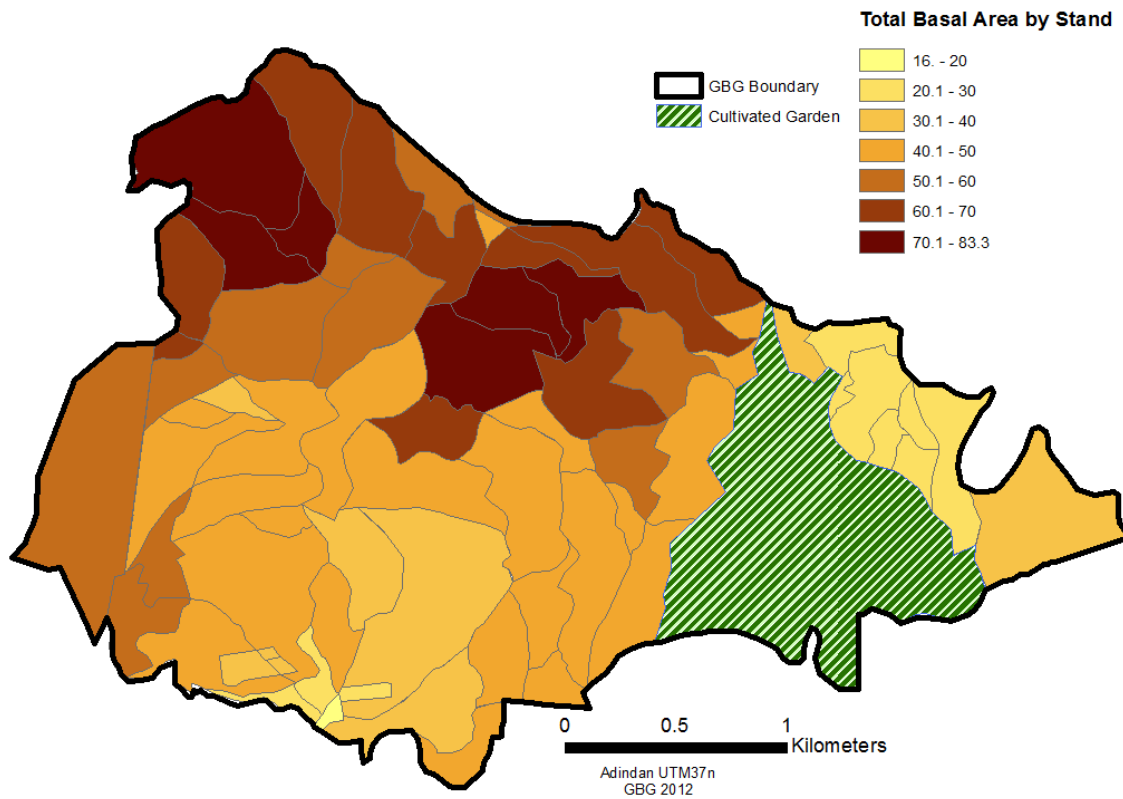 Total Basal Area by Stand
GBG Boundary
Cultivated Garden
16. - 20
20.1 - 30
30.1 - 40
40.1 - 50
50.1 - 60
60.1 - 70
70.1 - 83.3
0 0.5 1
Kilometers
Adindan UTM37n
GBG 2012